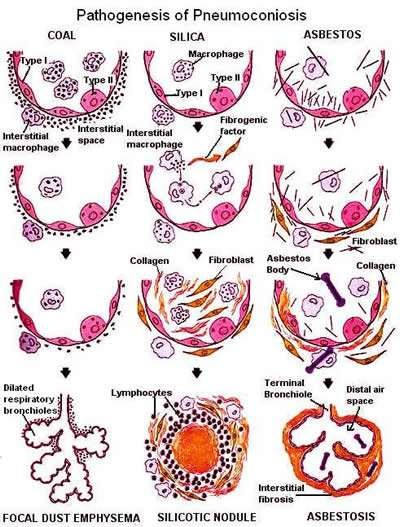 Pathogenesis of Pneumoconiosis
COAL
SILICA
ASBESTOS
Type I
Type II
Interstitial
macrophage
Interstitial
space
Macrophage
Type II
Type I
Interstitial
macrophage
Fibrogenic
factor
Fibroblast
Collagen
Fibroblast
Asbestos
Body
Collagen
Dilated
respiratory
bronchioles
Lymphocytes
Terminal
Bronchiole
Distal air
space
Interstitial
fibrosis
FOCAL DUST EMPHYSEMA
SILICOTIC NODULE
ASBESTOSIS